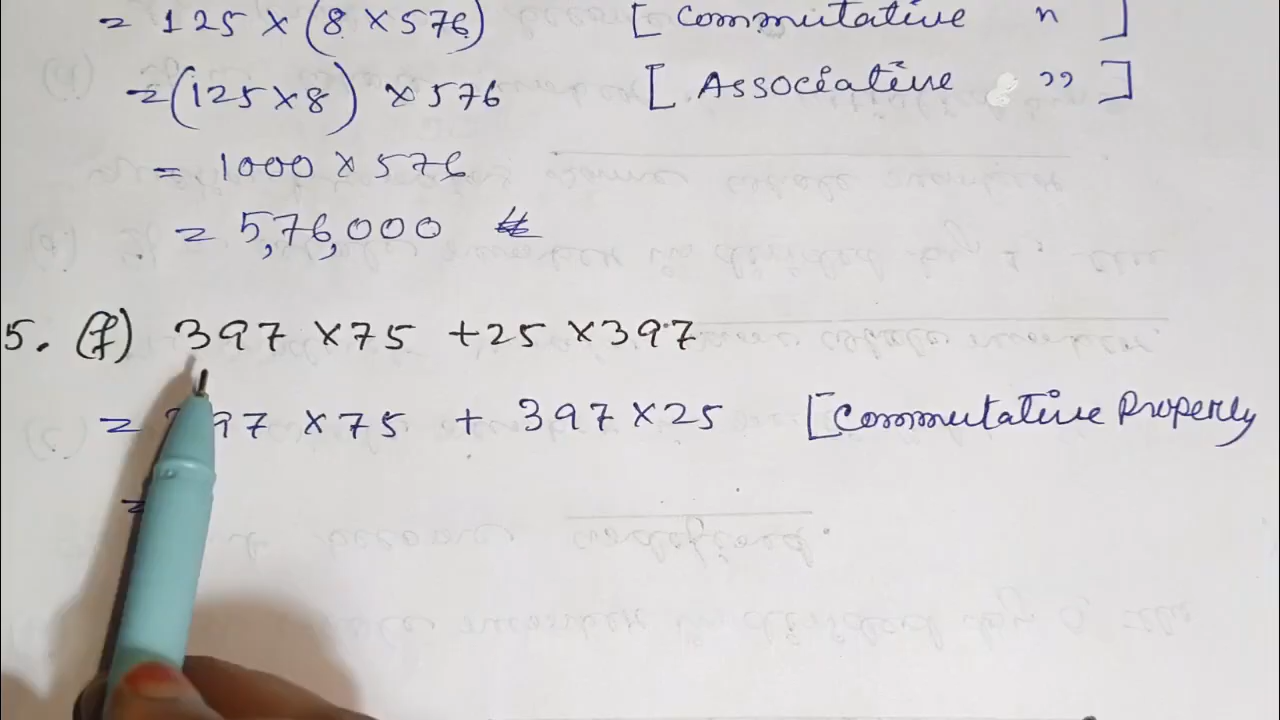 = 125 × (8 × 576) [Commutative " ]
= (125 × 8) × 576 [Associative " ]
= 1000 × 576
= 5,76,000
5. (f) 397 × 75 + 25 × 397
= 397 × 75 + 397 × 25 [Commutative Property
=